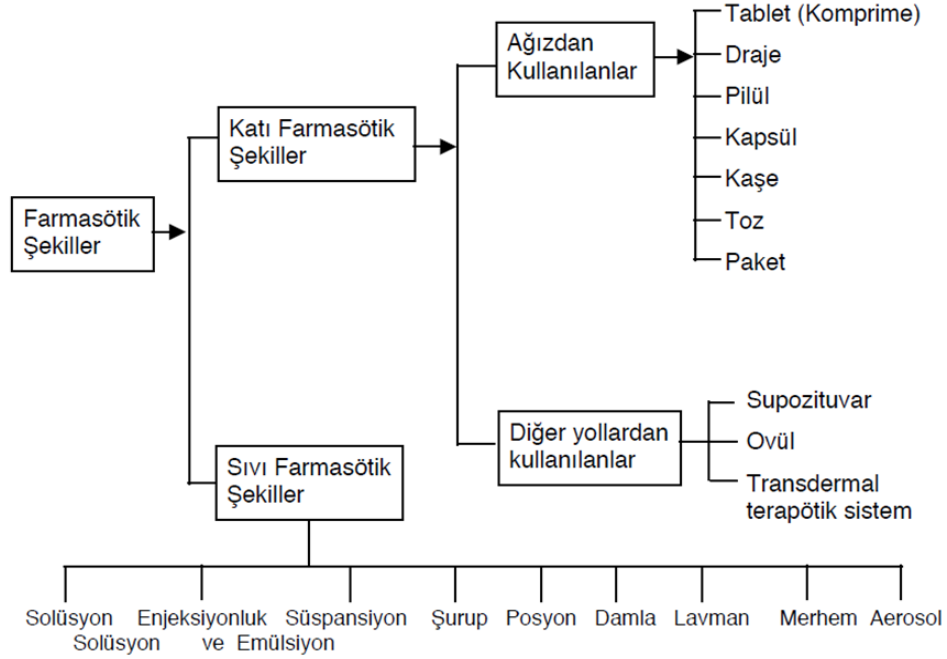 Farmasötik
Şekiller
Katı Farmasötik
Şekiller
Ağızdan
Kullanılanlar
Tablet (Komprime)
Draje
Pilül
Kapsül
Kaşe
Toz
Paket
Diğer yollardan
kullanılanlar
Supozituvar
Ovül
Transdermal
terapötik sistem
Sıvı Farmasötik
Şekiller
Solüsyon Enjeksiyonluk Süspansiyon Şurup Posyon Damla Lavman Merhem Aerosol
Solüsyon ve Emülsiyon